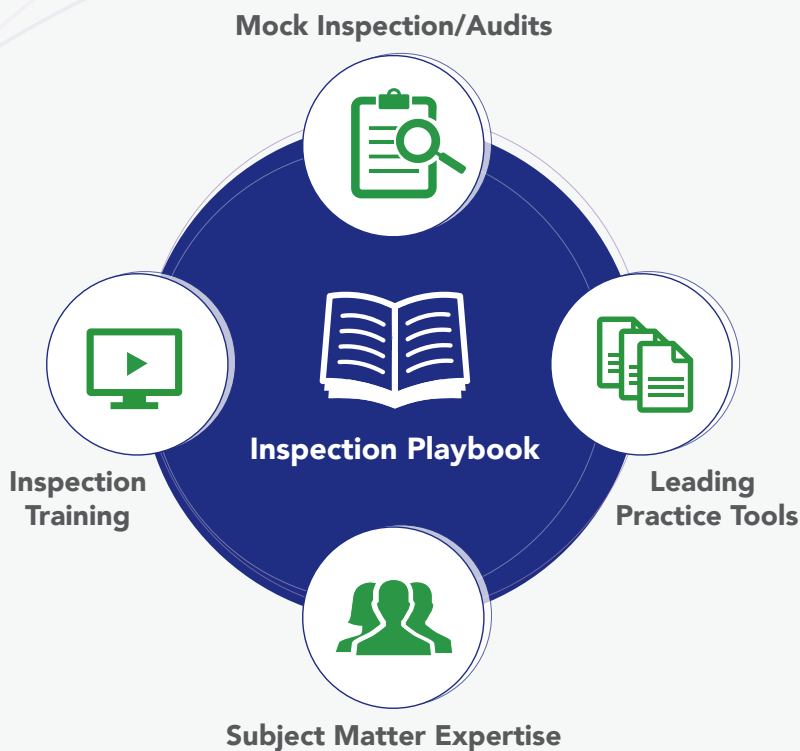 Mock Inspection/Audits
Inspection Playbook
Inspection
Training
Leading
Practice Tools
Subject Matter Expertise